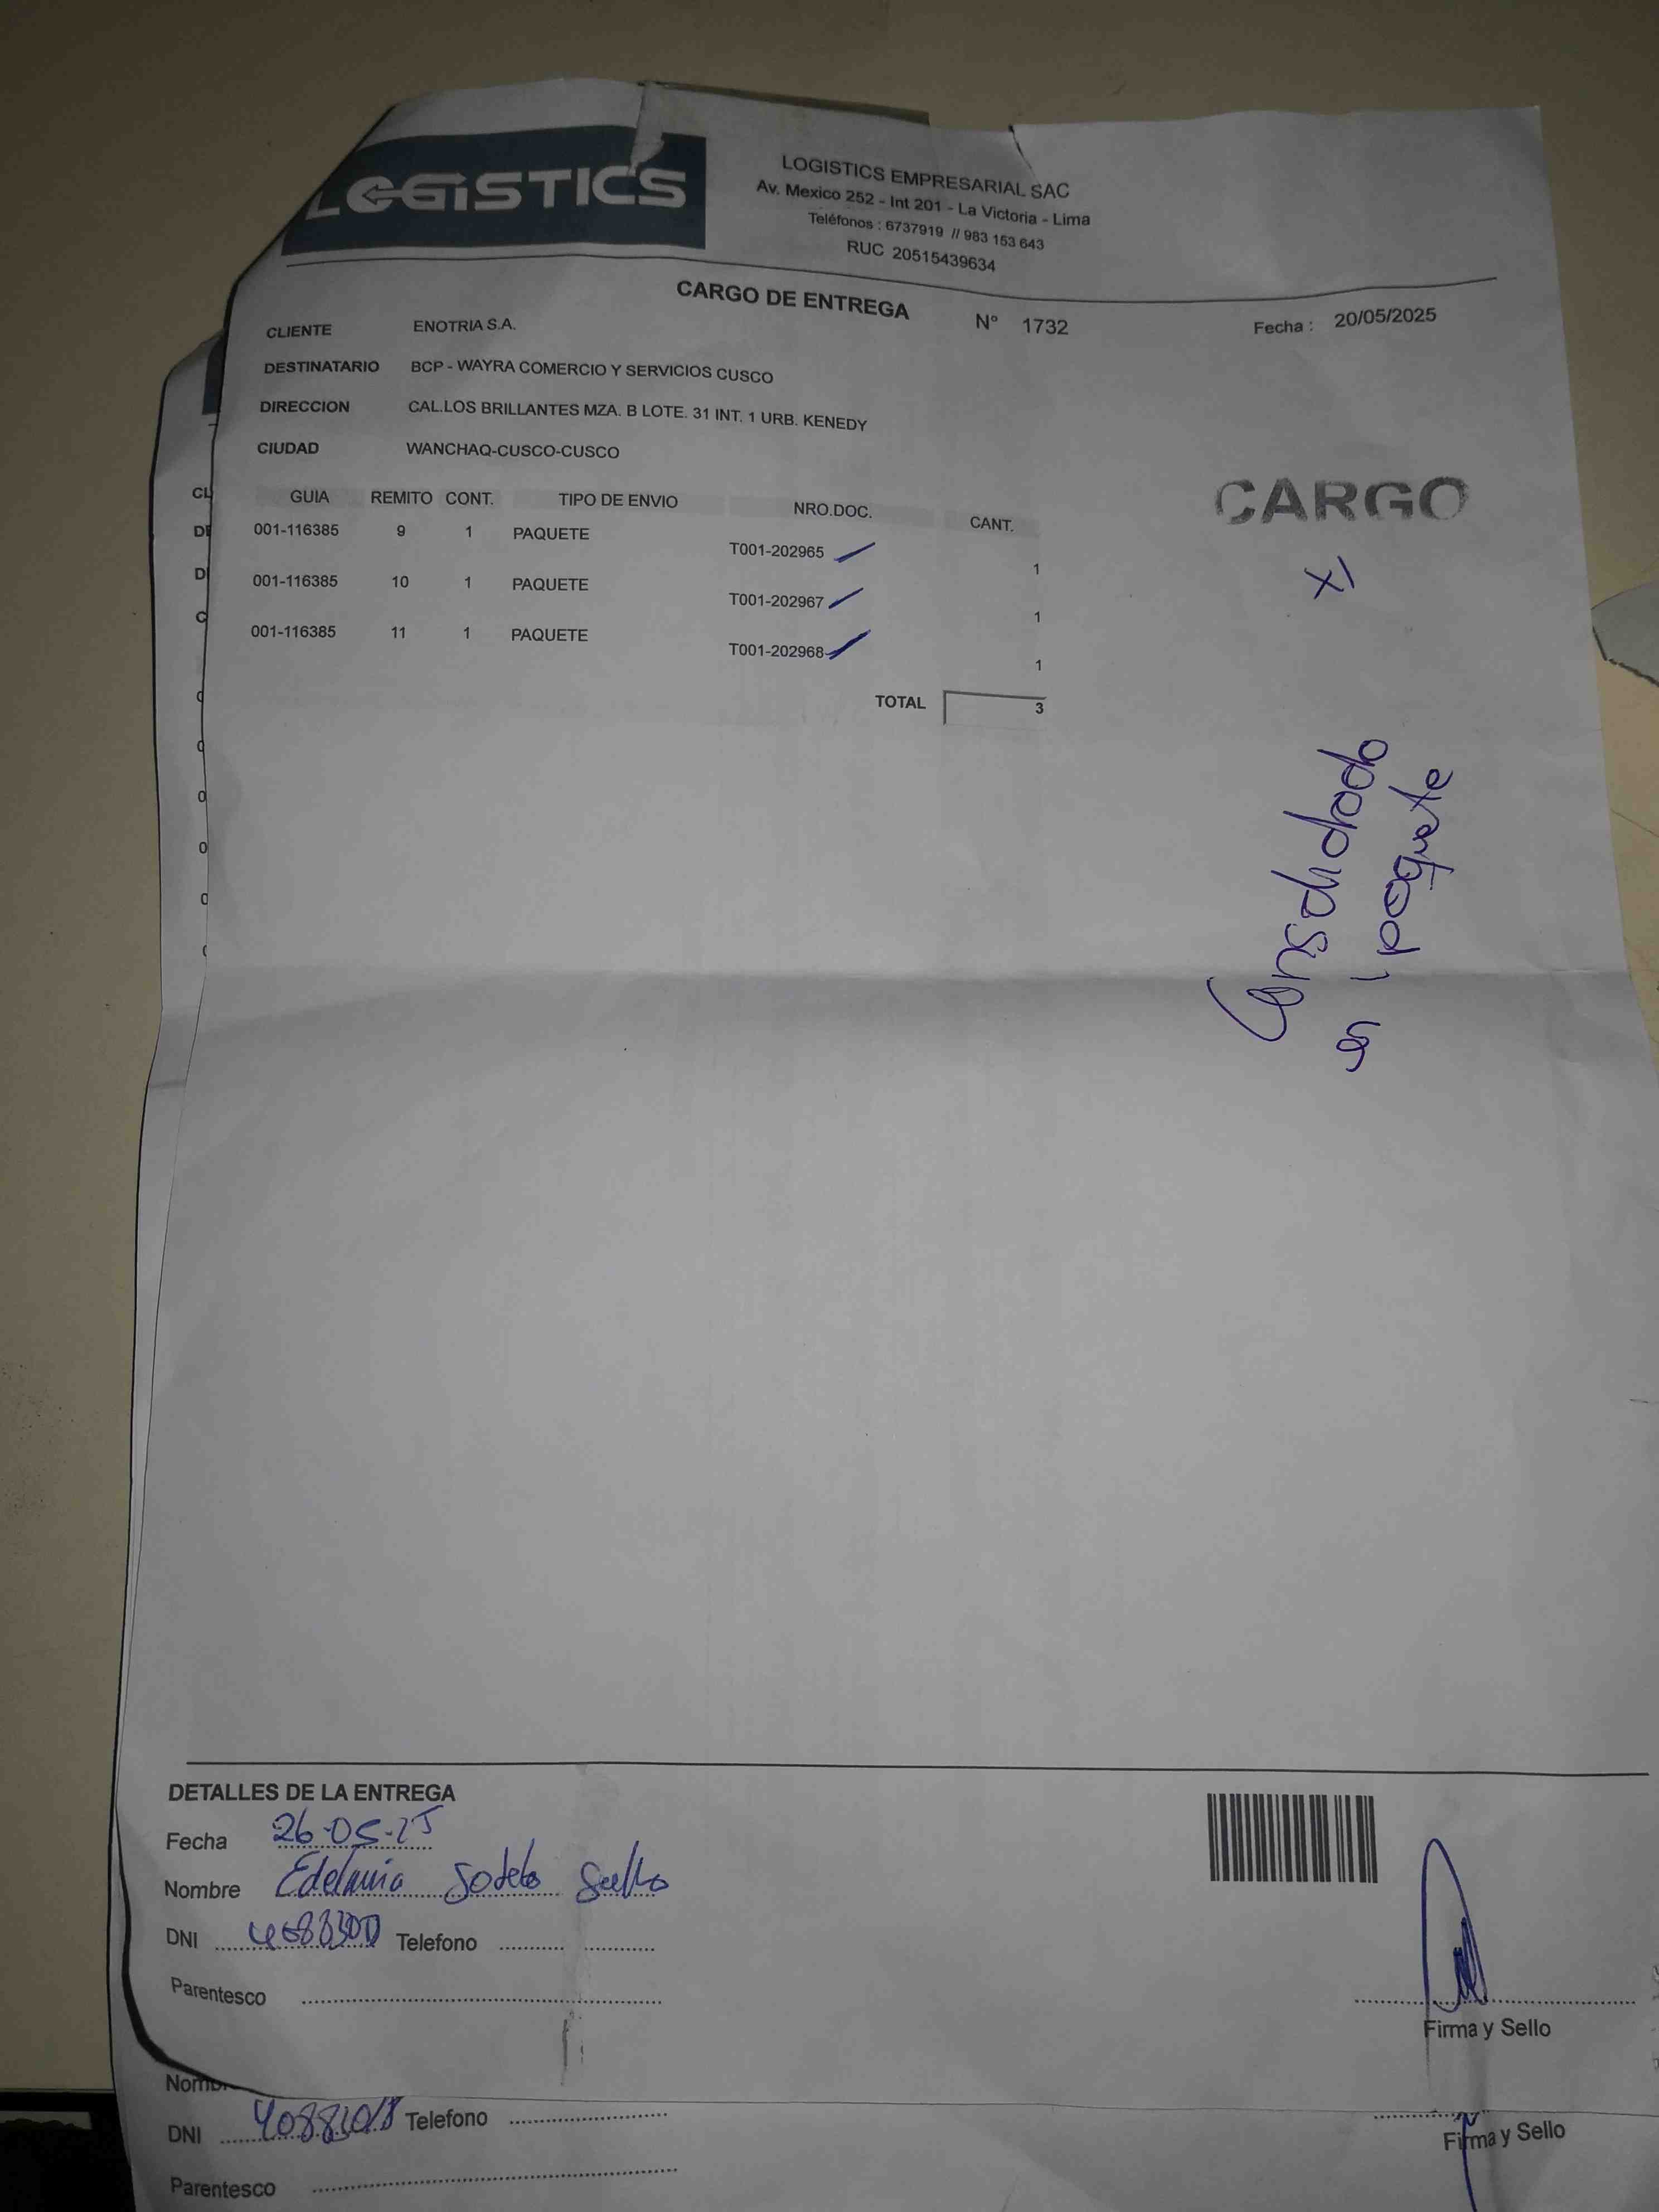 LOGISTICS
LOGISTICS EMPRESARIAL SAC
Av. Mexico 252 - Int 201 - La Victoria - Lima
Teléfonos : 6737919 // 983 153 643
RUC 20515439634
CARGO DE ENTREGA N° 1732 Fecha : 20/05/2025
CLIENTE ENOTRIA S.A.
DESTINATARIO BCP - WAYRA COMERCIO Y SERVICIOS CUSCO
DIRECCION CAL.LOS BRILLANTES MZA. B LOTE. 31 INT. 1 URB. KENEDY
CIUDAD WANCHAQ-CUSCO-CUSCO
CARGO
X1
GUIA REMITO CONT. TIPO DE ENVIO NRO.DOC. CANT.
001-116385 9 1 PAQUETE T001-202965 1
001-116385 10 1 PAQUETE T001-202967 1
001-116385 11 1 PAQUETE T001-202968 1
TOTAL 3
Consolidado
en 1 paquete
DETALLES DE LA ENTREGA
Fecha 26-05-25
Nombre Edelmira Sotelo
DNI Telefono
Parentesco
Firma y Sello
DNI Telefono
Parentesco
Firma y Sello